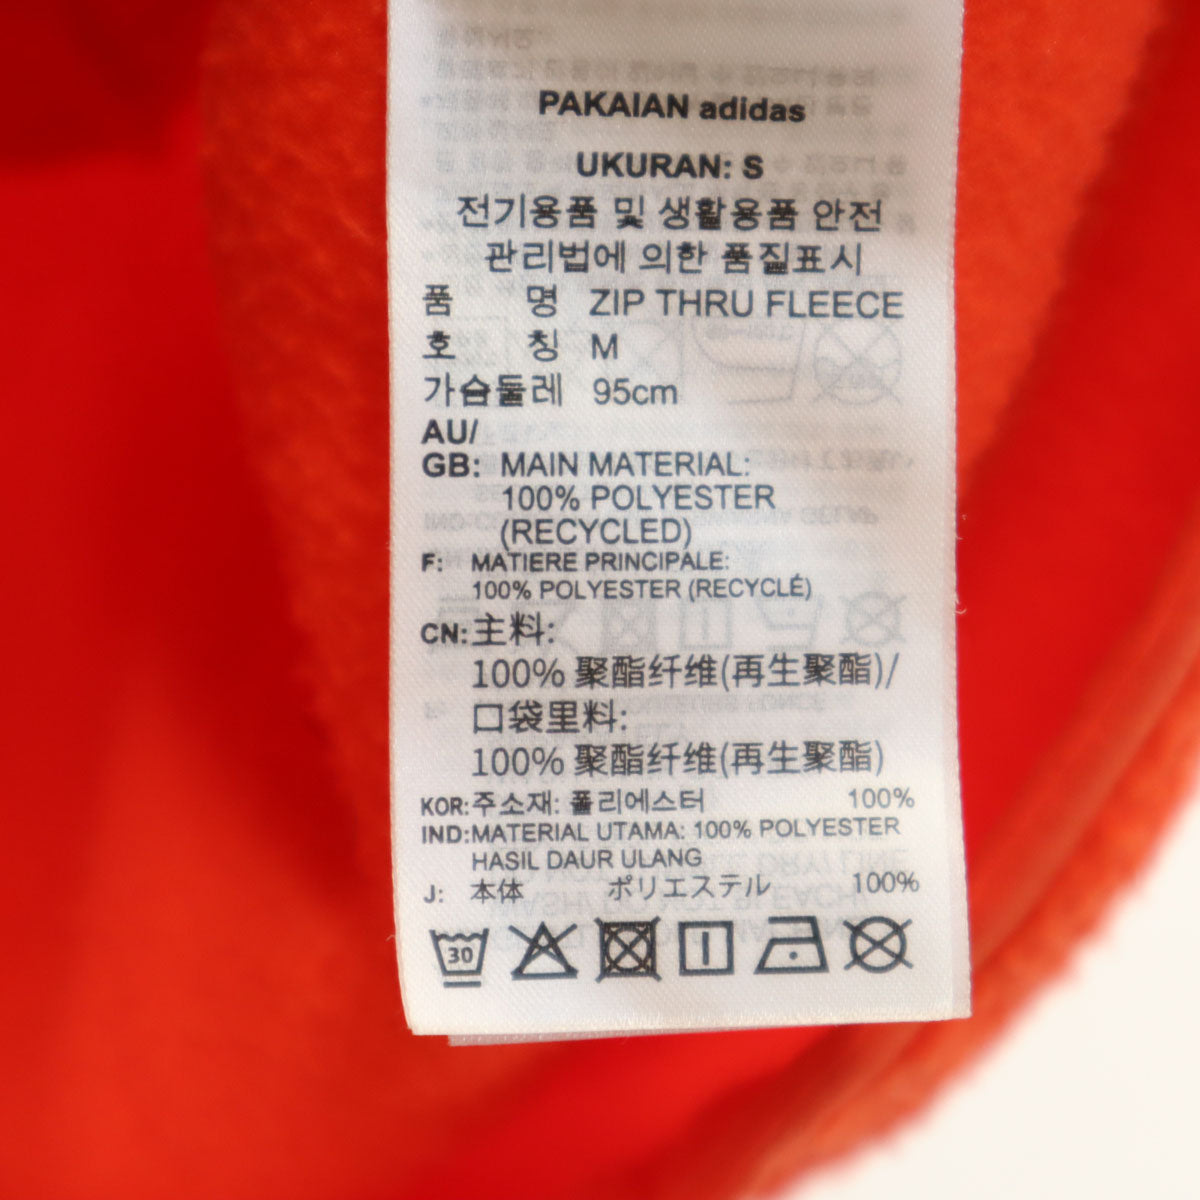 PAKAIAN adidas
UKURAN: S
전기용품 및 생활용품 안전
관리법에 의한 품질표시
품 명 ZIP THRU FLEECE
호 칭 M
가슴둘레 95cm
AU/
GB: MAIN MATERIAL:
100% POLYESTER
(RECYCLED)
F: MATIERE PRINCIPALE:
100% POLYESTER (RECYCLÉ)
CN: 主料:
100% 聚酯纤维(再生聚酯)/
口袋里料:
100% 聚酯纤维(再生聚酯)
KOR: 주소재: 폴리에스터 100%
IND: MATERIAL UTAMA: 100% POLYESTER
HASIL DAUR ULANG
J: 本体 ポリエステル 100%
30